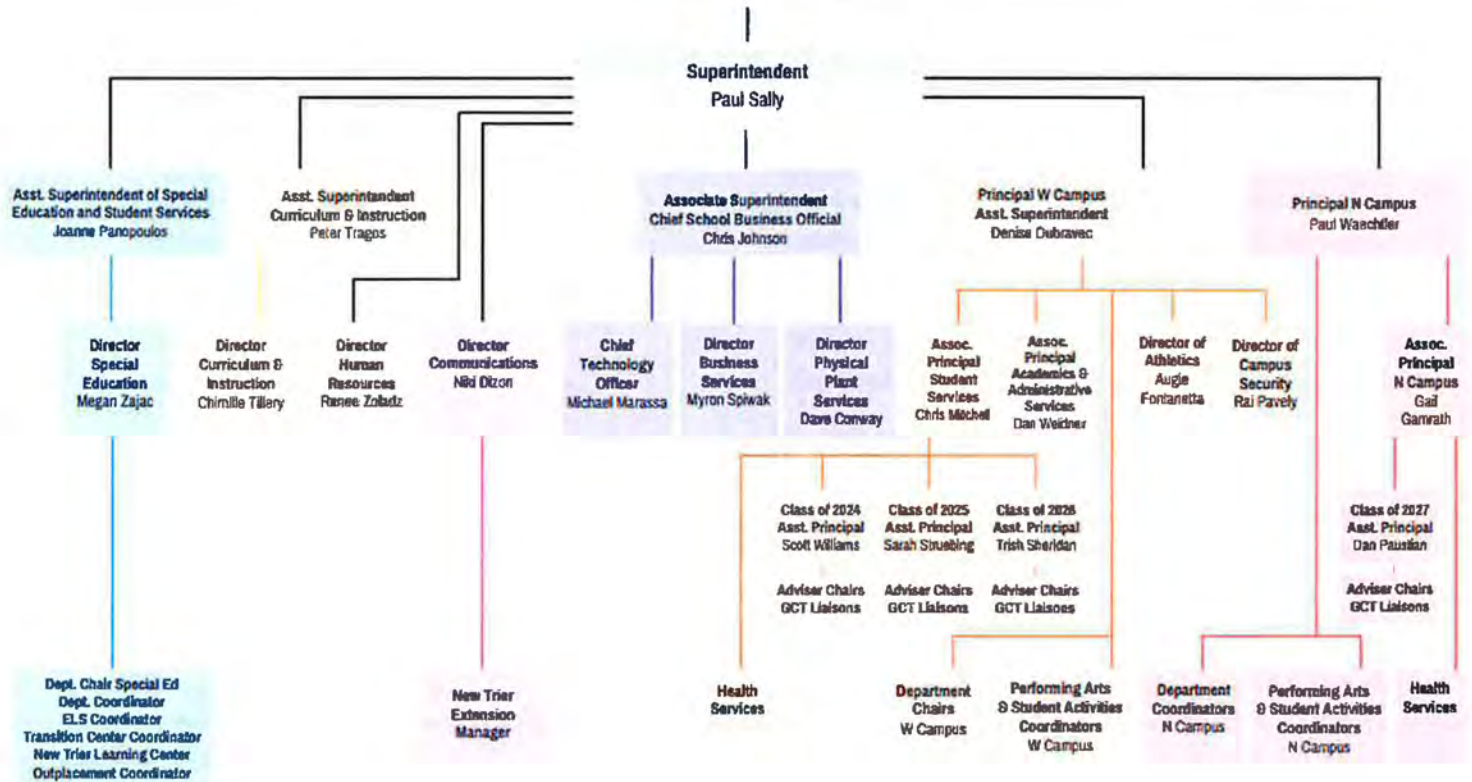 Superintendent
Paul Sally
Asst. Superintendent of Special
Education and Student Services
Joanne Panopoulos
Asst. Superintendent
Curriculum & Instruction
Peter Tragos
Associate Superintendent
Chief School Business Official
Chris Johnson
Principal W Campus
Asst. Superintendent
Denise Dubravec
Principal N Campus
Paul Waechtler
Director
Special
Education
Megan Zajac
Director
Curriculum &
Instruction
Chimille Tillery
Director
Human
Resources
Renee Zoladz
Director
Communications
Niki Dizon
Chief
Technology
Officer
Michael Marassa
Director
Business
Services
Myron Spiwak
Director
Physical
Plant
Services
Dave Conway
Assoc.
Principal
Student
Services
Chris Mitchell
Assoc.
Principal
Academics &
Administrative
Services
Dan Weidner
Director of
Athletics
Augie
Fontanetta
Director of
Campus
Security
Rai Pavely
Assoc.
Principal
N Campus
Gail
Gamrath
Class of 2024
Asst. Principal
Scott Williams
Class of 2025
Asst. Principal
Sarah Struebing
Class of 2026
Asst. Principal
Trish Sheridan
Class of 2027
Asst. Principal
Dan Paustian
Adviser Chairs
GCT Liaisons
Adviser Chairs
GCT Liaisons
Adviser Chairs
GCT Liaisons
Adviser Chairs
GCT Liaisons
Dept. Chair Special Ed
Dept. Coordinator
ELS Coordinator
Transition Center Coordinator
New Trier Learning Center
Outplacement Coordinator
New Trier
Extension
Manager
Health
Services
Department
Chairs
W Campus
Performing Arts
& Student Activities
Coordinators
W Campus
Department
Coordinators
N Campus
Performing Arts
& Student Activities
Coordinators
N Campus
Health
Services